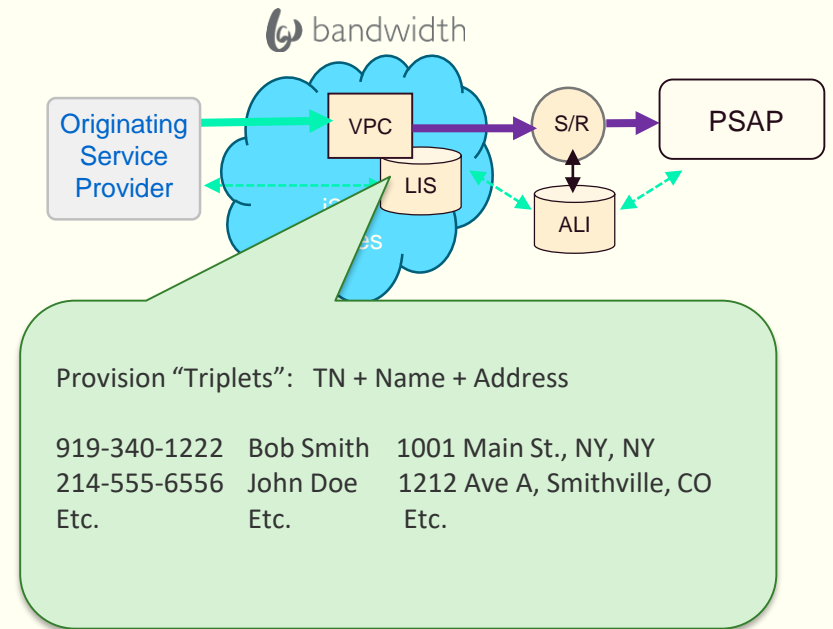 bandwidth
Originating
Service
Provider
VPC
LIS
S/R
ALI
PSAP
Provision “Triplets”: TN + Name + Address
919-340-1222 Bob Smith 1001 Main St., NY, NY
214-555-6556 John Doe 1212 Ave A, Smithville, CO
Etc. Etc. Etc.